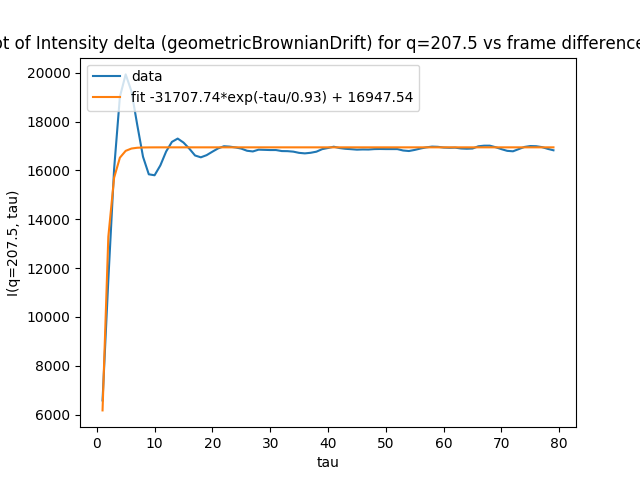 ot of Intensity delta (geometricBrownianDrift) for q=207.5 vs frame difference
data
fit -31707.74*exp(-tau/0.93) + 16947.54
20000
18000
16000
14000
12000
10000
8000
6000
I(q=207.5, tau)
0 10 20 30 40 50 60 70 80
tau